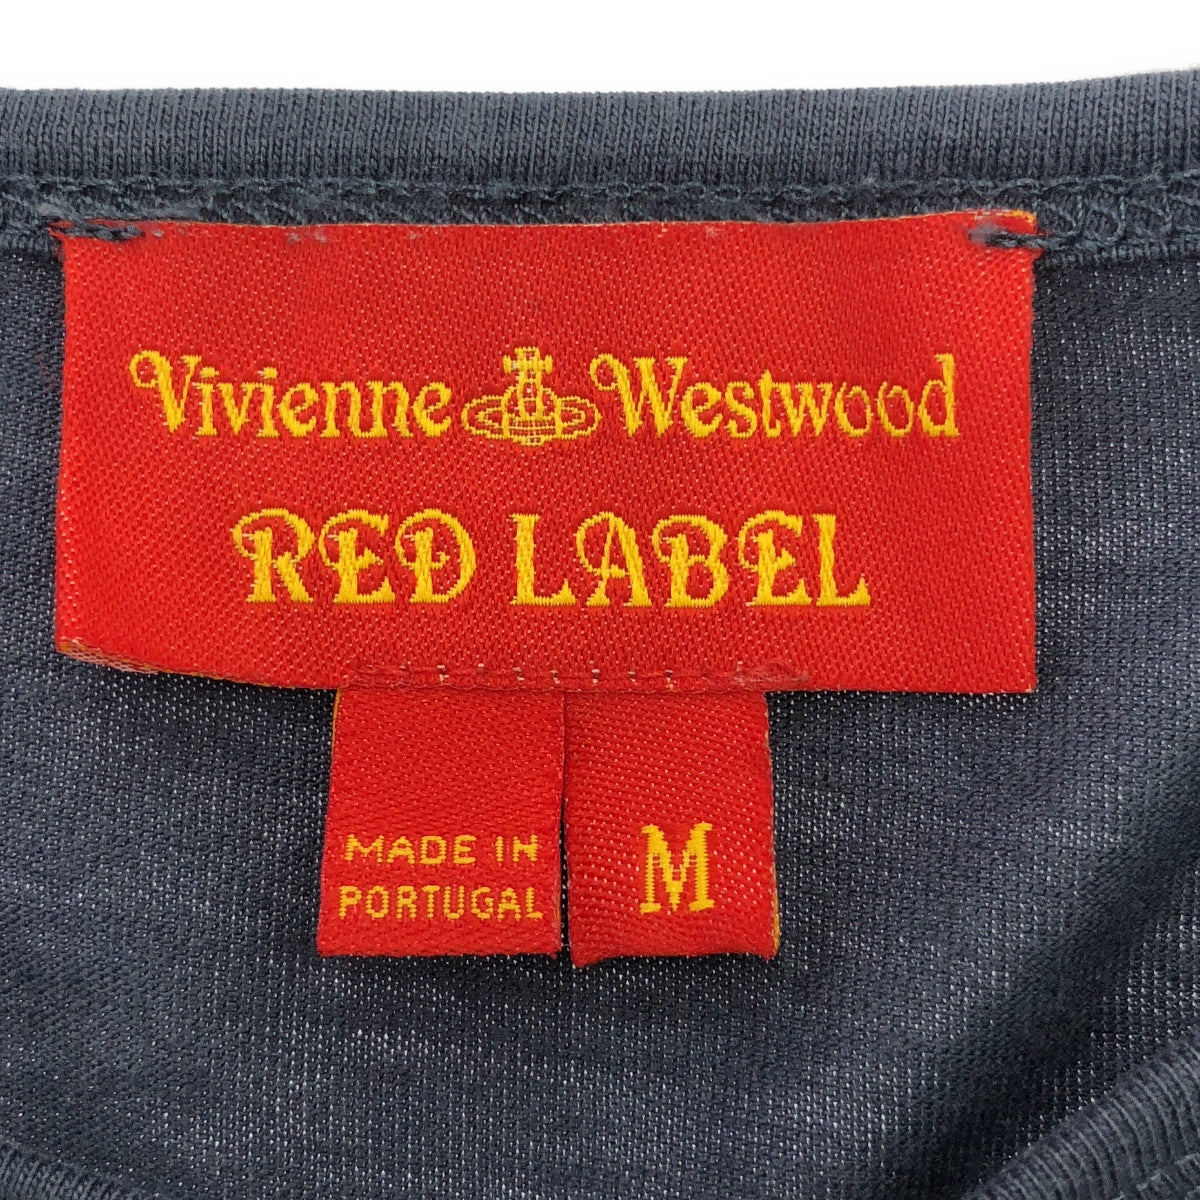 Vivienne Westwood
RED LABEL
MADE IN
PORTUGAL
M